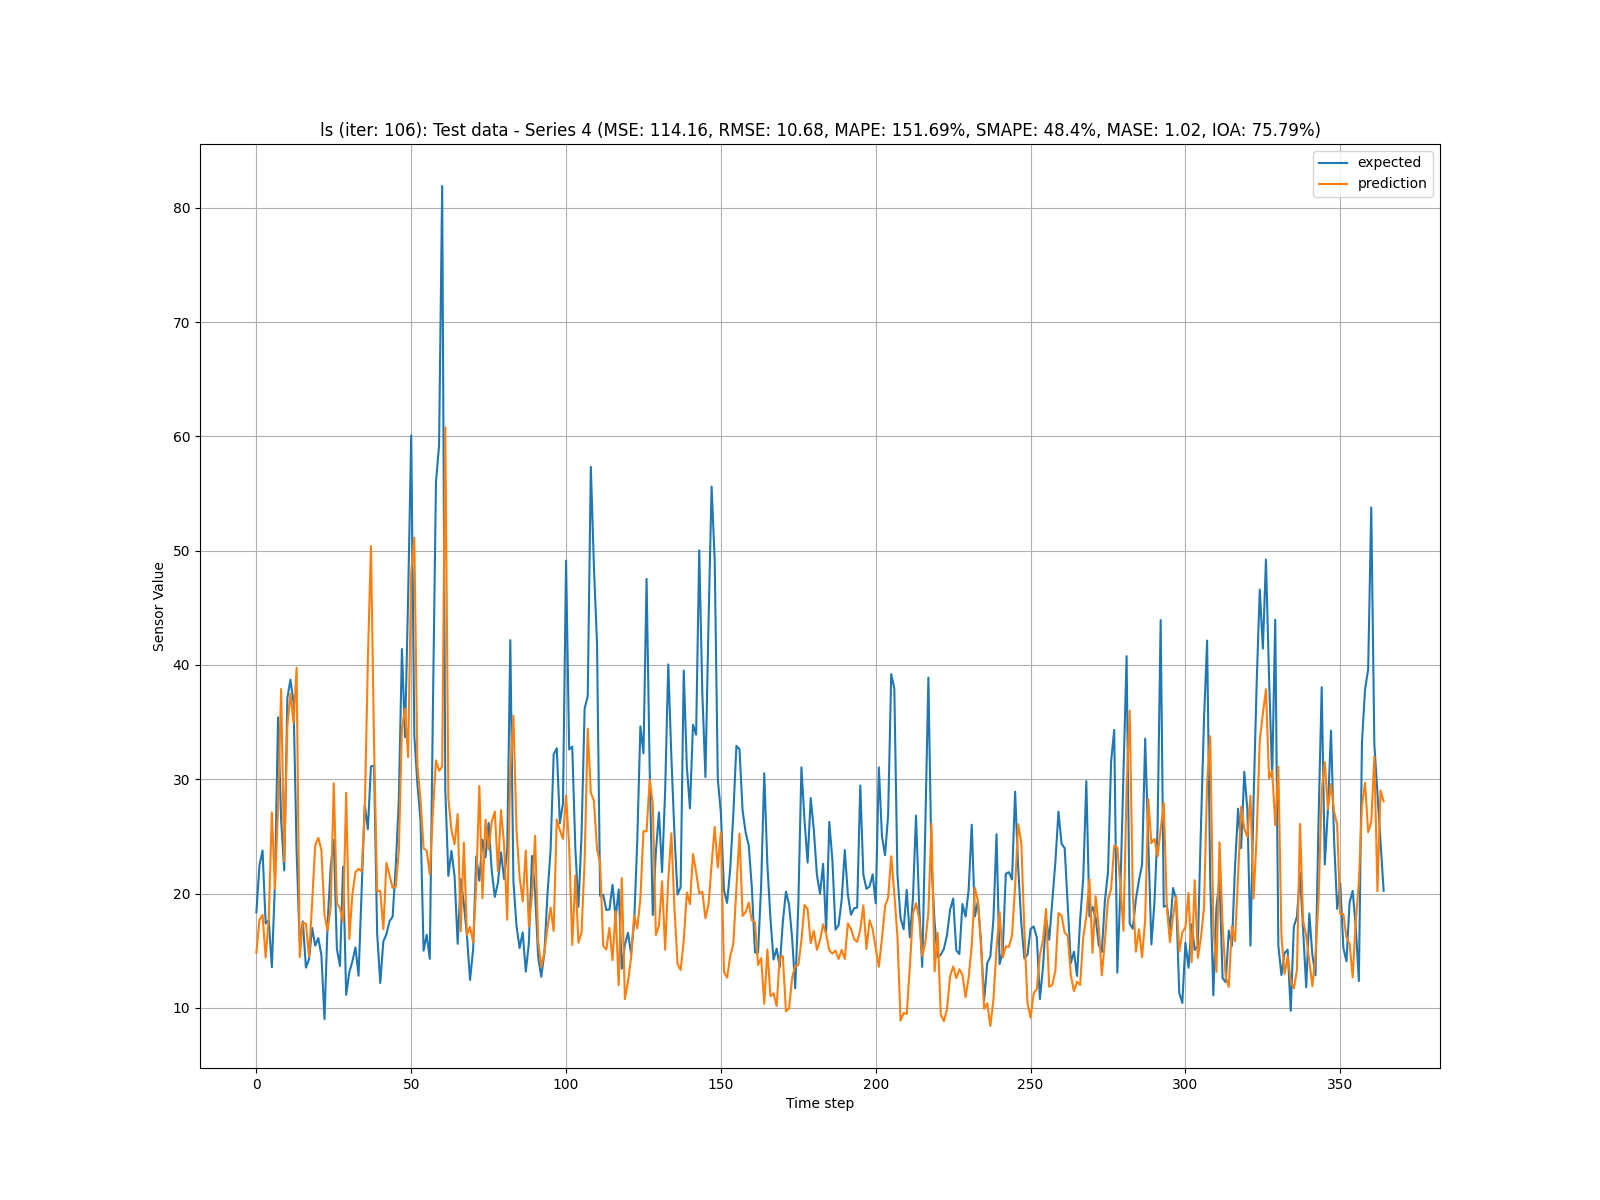 ls (iter: 106): Test data - Series 4 (MSE: 114.16, RMSE: 10.68, MAPE: 151.69%, SMAPE: 48.4%, MASE: 1.02, IOA: 75.79%)
expected
prediction
80
70
60
50
40
30
20
10
Sensor Value
0 50 100 150 200 250 300 350
Time step